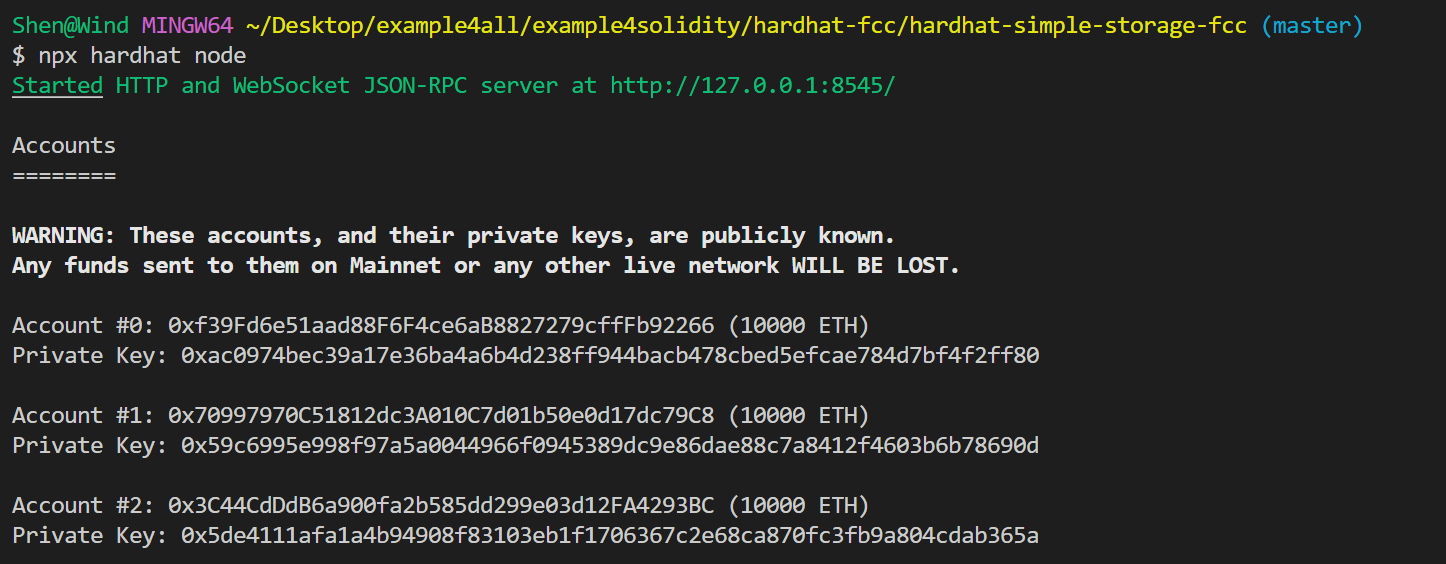 Shen@Wind MINGW64 ~/Desktop/example4all/example4solidity/hardhat-fcc/hardhat-simple-storage-fcc (master)
$ npx hardhat node
Started HTTP and WebSocket JSON-RPC server at http://127.0.0.1:8545/
Accounts
========
WARNING: These accounts, and their private keys, are publicly known.
Any funds sent to them on Mainnet or any other live network WILL BE LOST.
Account #0: 0xf39Fd6e51aad88F6F4ce6aB8827279cffFb92266 (10000 ETH)
Private Key: 0xac0974bec39a17e36ba4a6b4d238ff944bacb478cbed5efcae784d7bf4f2ff80
Account #1: 0x70997970C51812dc3A010C7d01b50e0d17dc79C8 (10000 ETH)
Private Key: 0x59c6995e998f97a5a0044966f0945389dc9e86dae88c7a8412f4603b6b78690d
Account #2: 0x3C44CdDdB6a900fa2b585dd299e03d12FA4293BC (10000 ETH)
Private Key: 0x5de4111afa1a4b94908f83103eb1f1706367c2e68ca870fc3fb9a804cdab365a